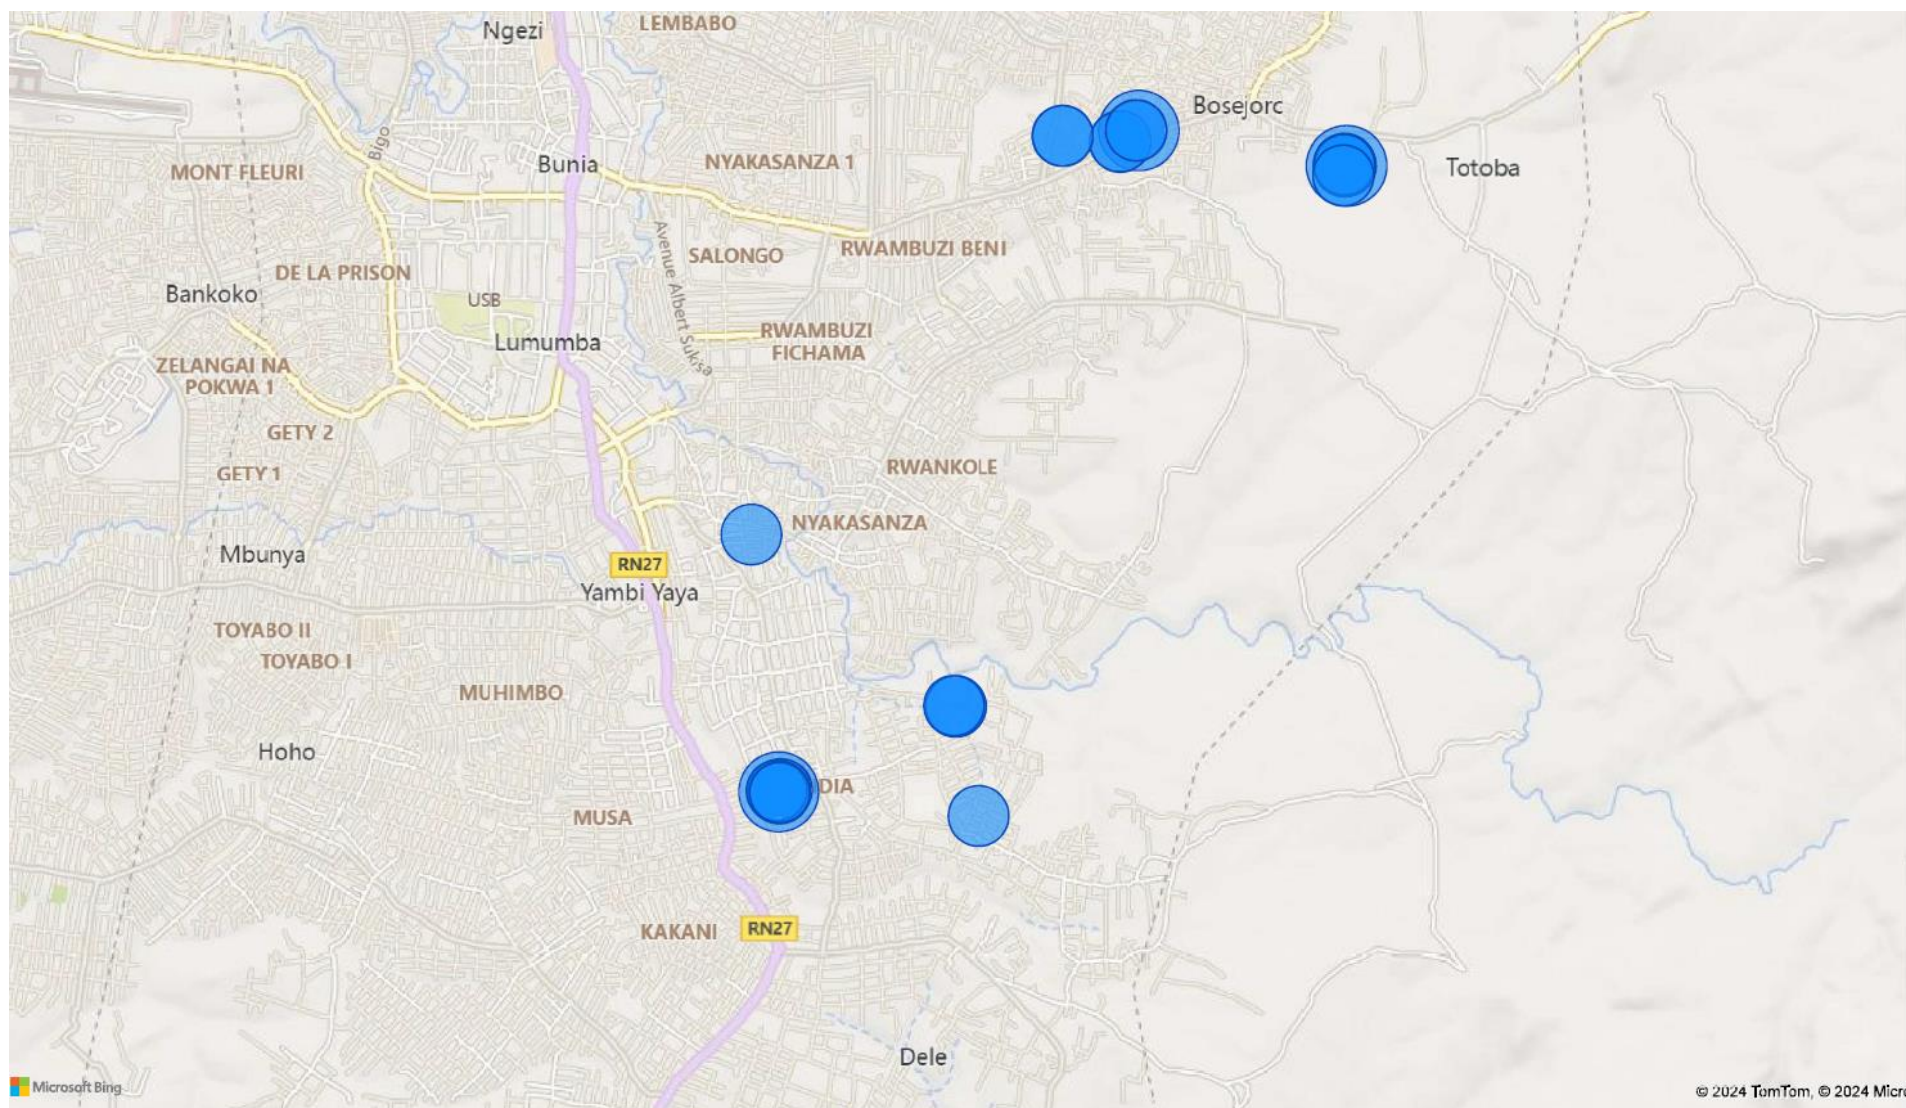 LEMBABO
Ngezi
Bosejorc
Bigo
Bunia
NYAKASANZA 1
MONT FLEURI
Totoba
Avenue Albert Sukisa
SALONGO
RWAMBUZI BENI
DE LA PRISON
Bankoko
USB
Lumumba
RWAMBUZI
FICHAMA
ZELANGAI NA
POKWA 1
GETY 2
GETY 1
RWANKOLE
NYAKASANZA
Mbunya
RN27
Yambi Yaya
TOYABO II
TOYABO I
MUHIMBO
Hoho
DIA
MUSA
KAKANI
RN27
Dele
Microsoft Bing
© 2024 TomTom, © 2024 Micr